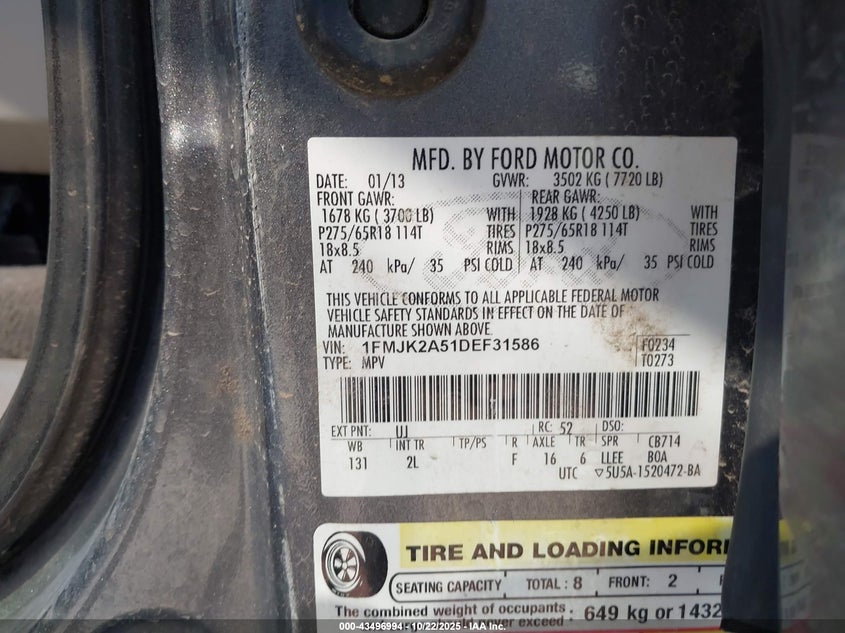 MFD. BY FORD MOTOR CO.
DATE: 01/13 GVWR: 3502 KG ( 7720 LB)
FRONT GAWR: REAR GAWR:
1678 KG ( 3700 LB) WITH 1928 KG ( 4250 LB) WITH
P275/65R18 114T TIRES P275/65R18 114T TIRES
18x8.5 RIMS 18x8.5 RIMS
AT 240 kPa/ 35 PSI COLD AT 240 kPa/ 35 PSI COLD
THIS VEHICLE CONFORMS TO ALL APPLICABLE FEDERAL MOTOR
VEHICLE SAFETY STANDARDS IN EFFECT ON THE DATE OF
MANUFACTURE SHOWN ABOVE.
VIN: 1FMJK2A51DEF31586 F0234
TYPE: MPV T0273
EXT PNT: UJ RC: 52 DSO:
WB INT TR TP/PS R AXLE TR SPR CB714
131 2L F 16 6 LLEE BOA
UTC ▽5U5A-1520472-BA
TIRE AND LOADING INFOR
SEATING CAPACITY TOTAL : 8 FRONT: 2
The combined weight of occupants 649 kg or 1432
exceed :
000-43496994 - 10/22/2025 - IAA Inc.